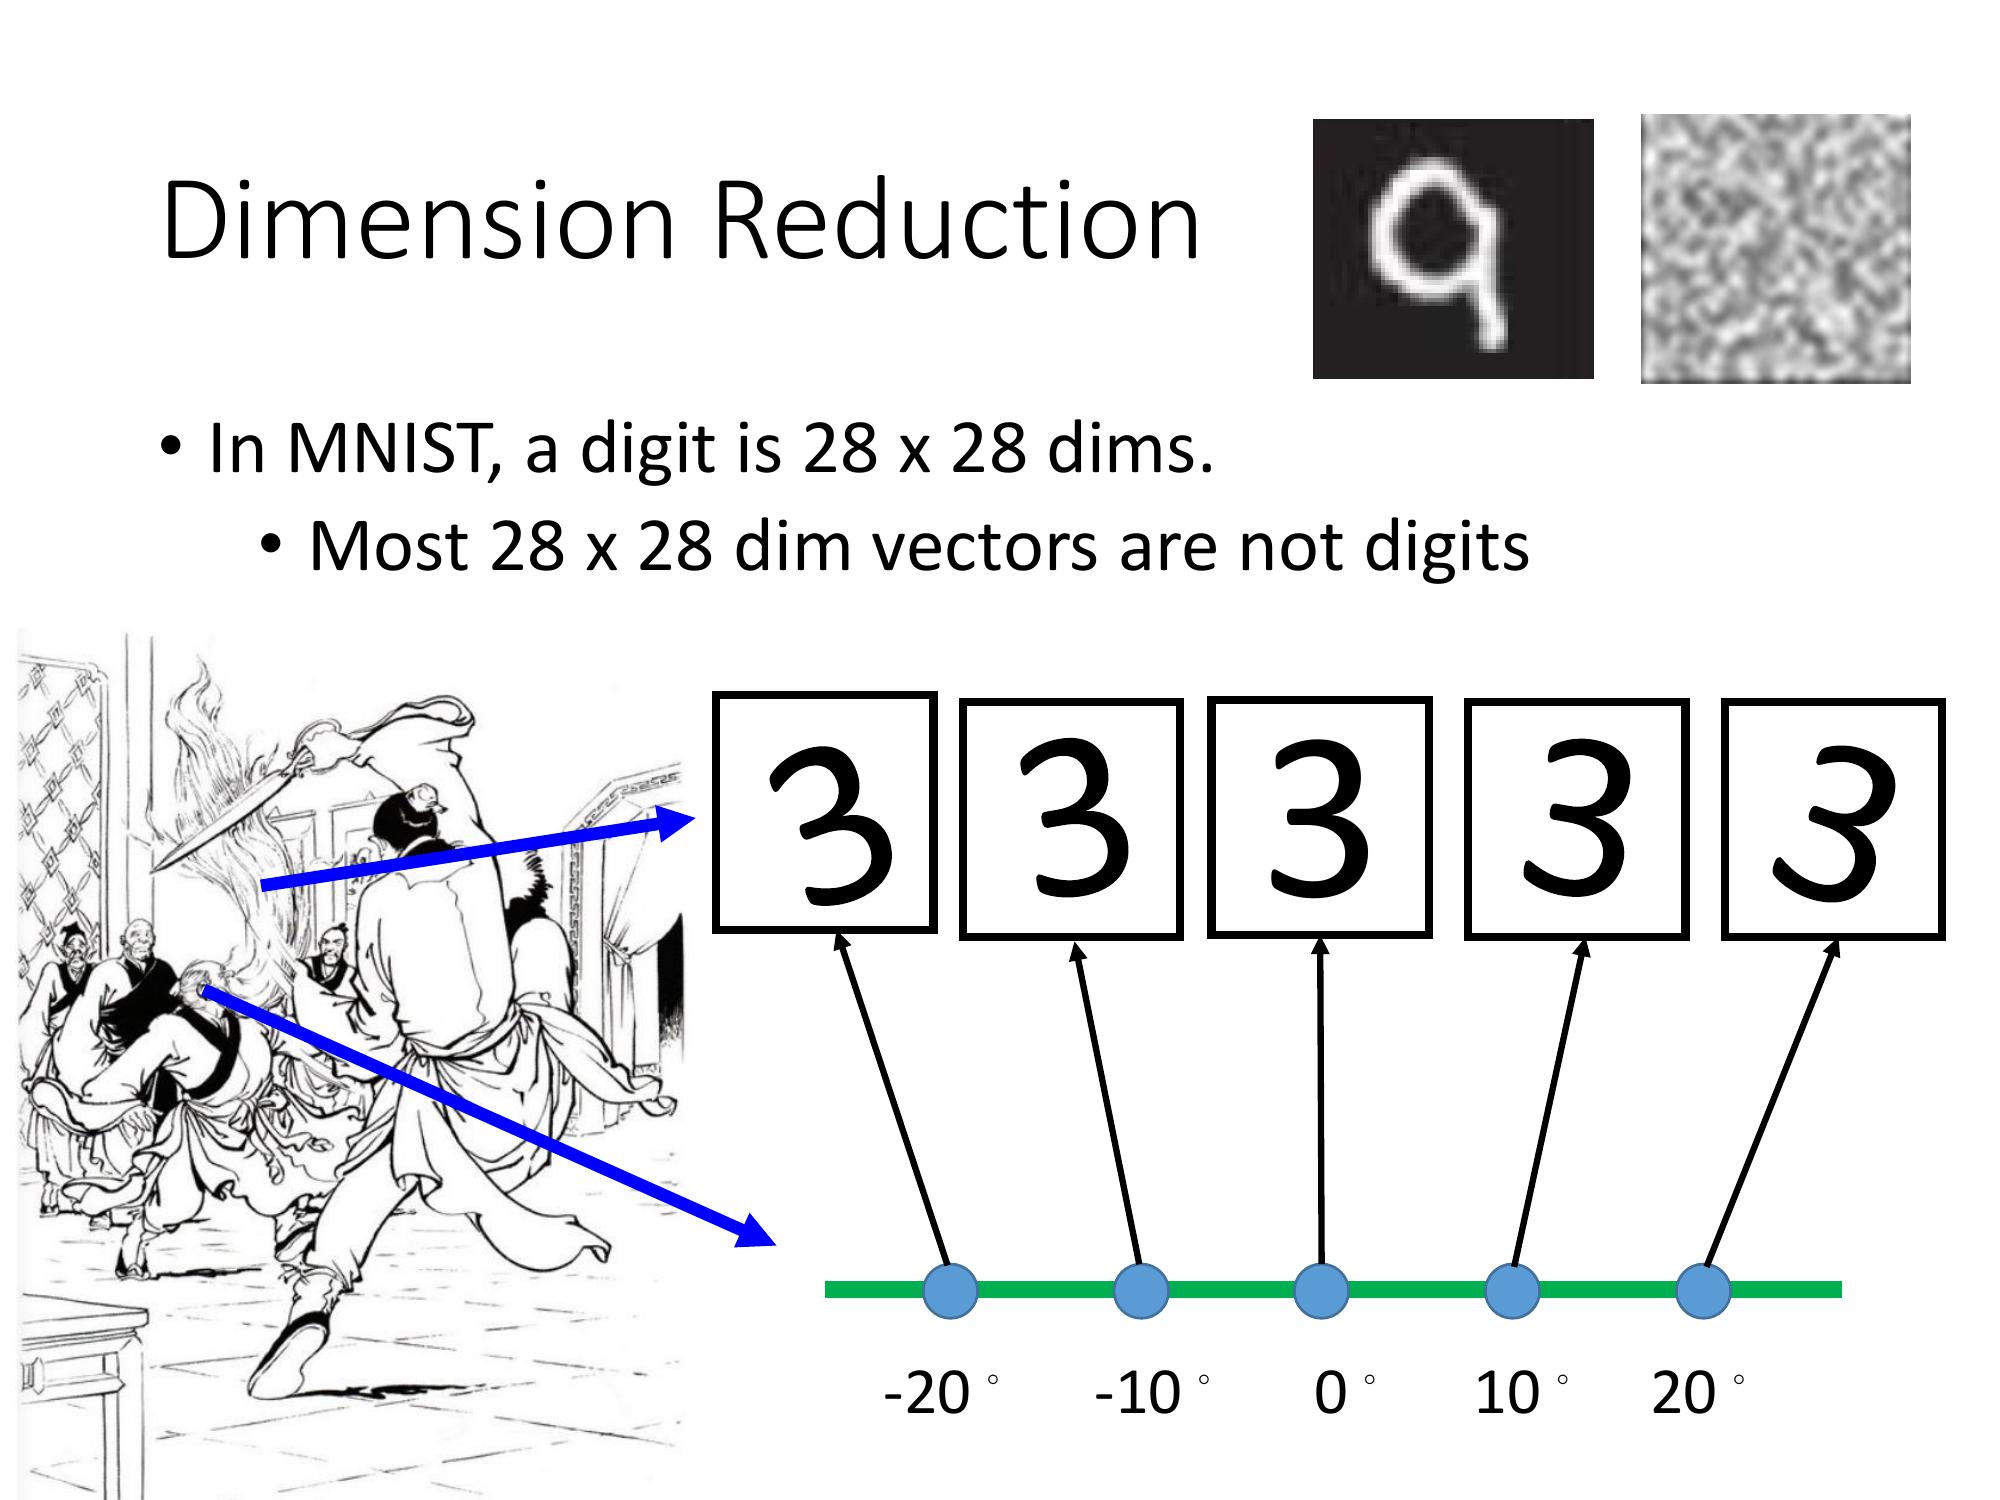 Dimension Reduction
9
• In MNIST, a digit is 28 x 28 dims.
• Most 28 x 28 dim vectors are not digits
3 3 3 3 3
-20 ° -10 ° 0 ° 10 ° 20 °